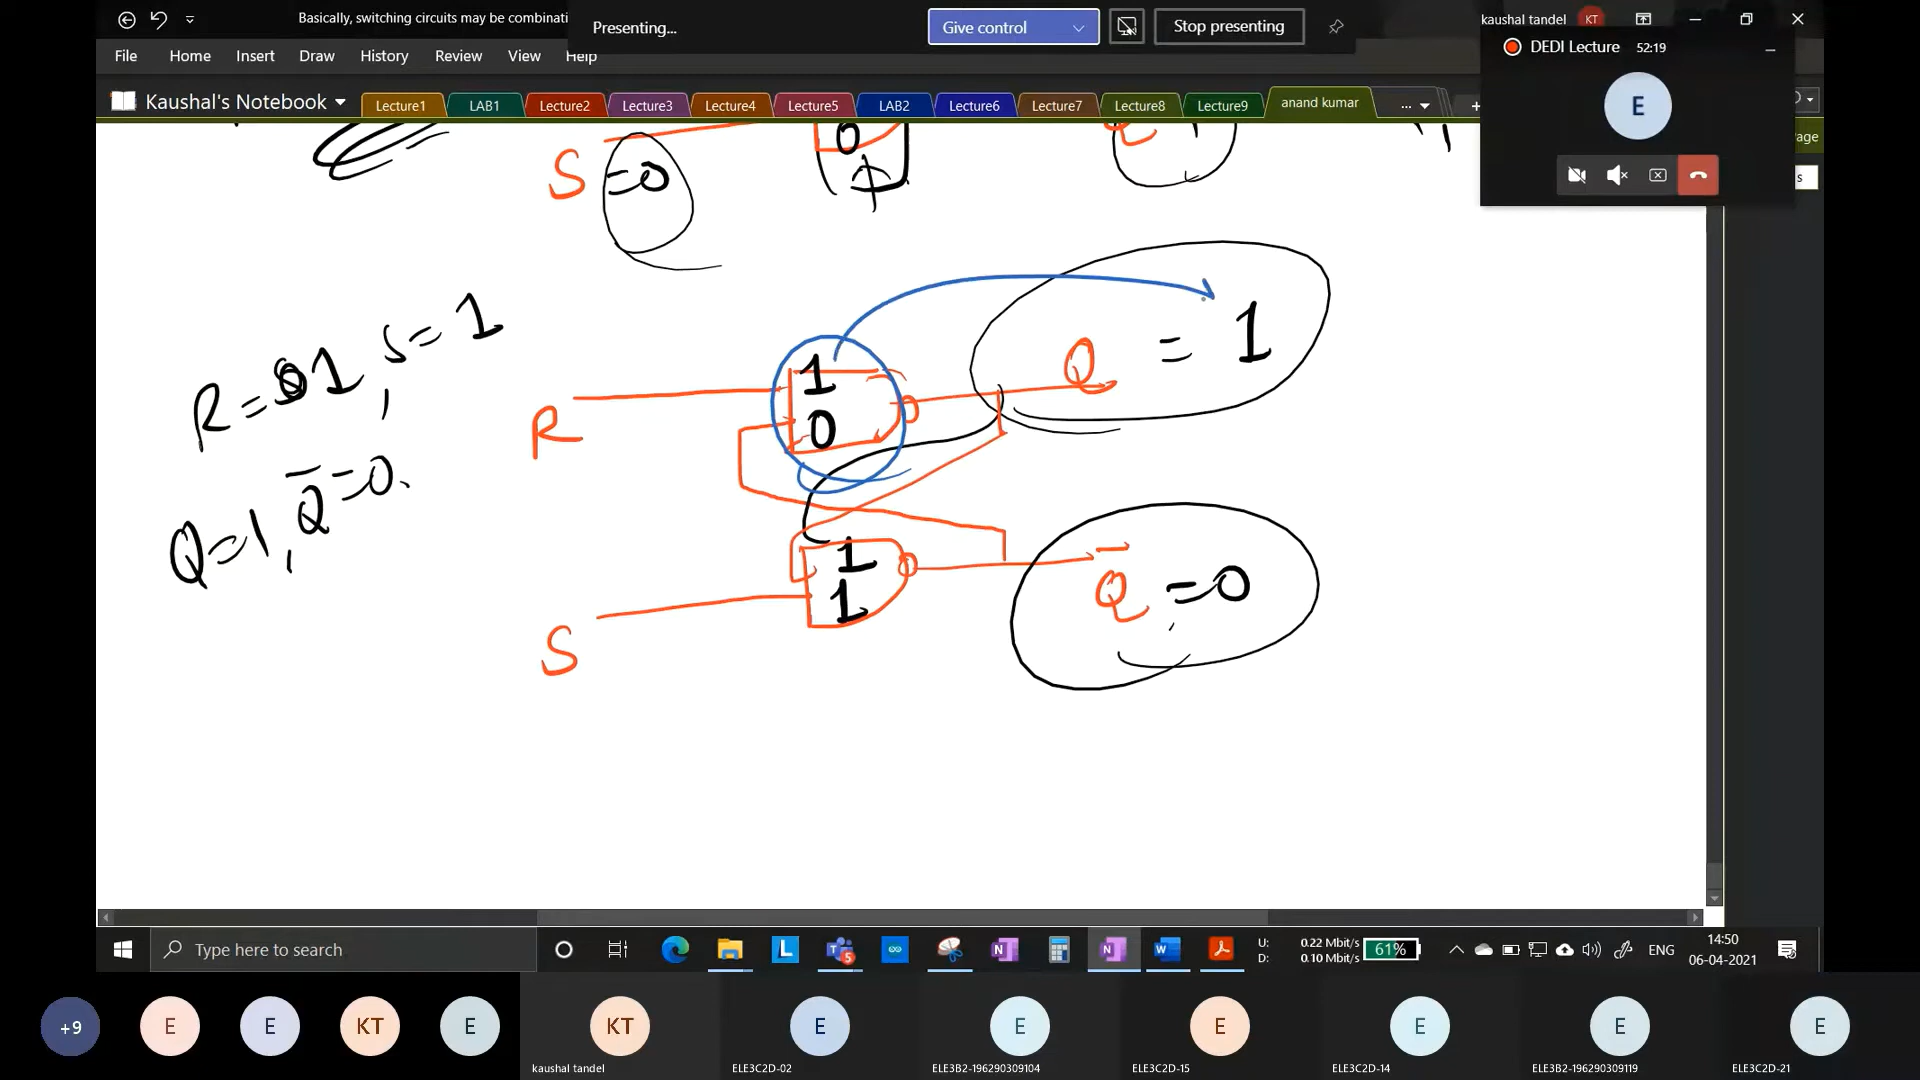 Basically, switching circuits may be combinati
Presenting...
Give control
Stop presenting
kaushal tandel
KT
DEDI Lecture 52:19
E
File Home Insert Draw History Review View Help
Kaushal's Notebook
Lecture1 LAB1 Lecture2 Lecture3 Lecture4 Lecture5 LAB2 Lecture6 Lecture7 Lecture8 Lecture9 anand kumar ... +
age
s
S =0
0
1
R= 1, S=1
Q=1, Q̅=0.
R
1
0
Q = 1
S
1
1
Q̅ =0
Type here to search
U: 0.22 Mbit/s
D: 0.10 Mbit/s
61%
ENG
14:50
06-04-2021
+9 E E KT E KT E E E E E E
kaushal tandel ELE3C2D-02 ELE3B2-196290309104 ELE3C2D-15 ELE3C2D-14 ELE3B2-196290309119 ELE3C2D-21